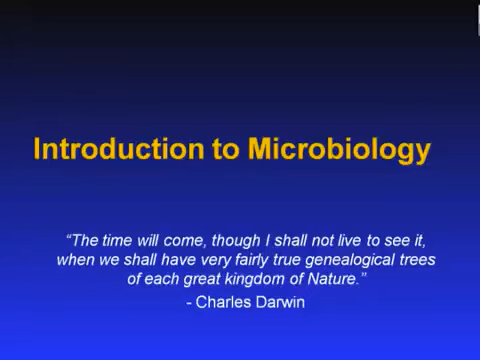 Introduction to Microbiology
“The time will come, though I shall not live to see it,
when we shall have very fairly true genealogical trees
of each great kingdom of Nature.”
- Charles Darwin